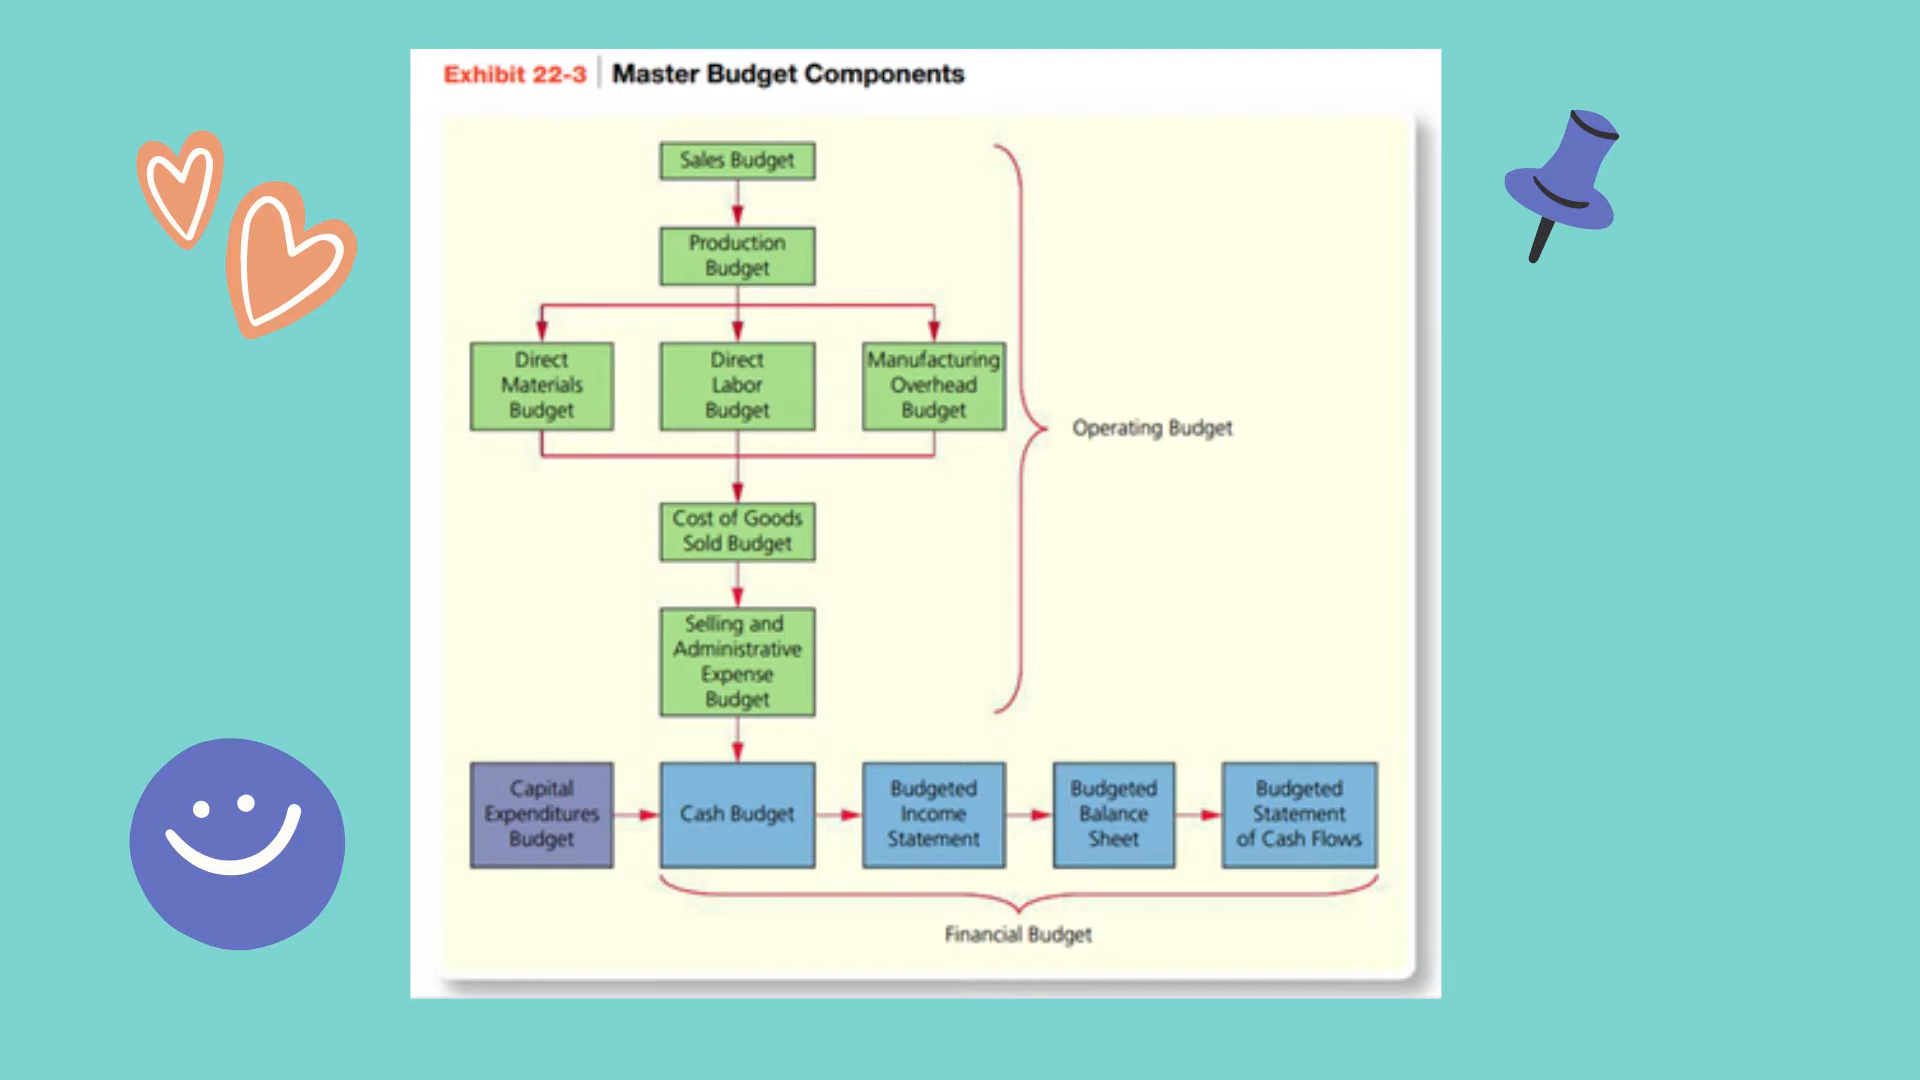 Exhibit 22-3 Master Budget Components
Sales Budget
Production
Budget
Direct
Materials
Budget
Direct
Labor
Budget
Manufacturing
Overhead
Budget
Operating Budget
Cost of Goods
Sold Budget
Selling and
Administrative
Expense
Budget
Capital
Expenditures
Budget
Cash Budget
Budgeted
Income
Statement
Budgeted
Balance
Sheet
Budgeted
Statement
of Cash Flows
Financial Budget